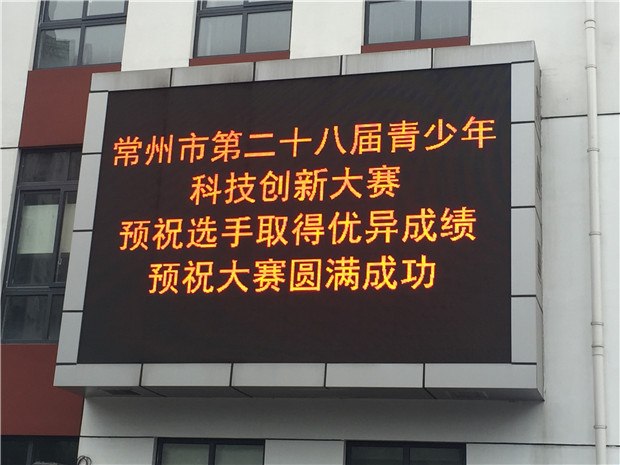 常州市第二十八届青少年
科技创新大赛
预祝选手取得优异成绩
预祝大赛圆满成功